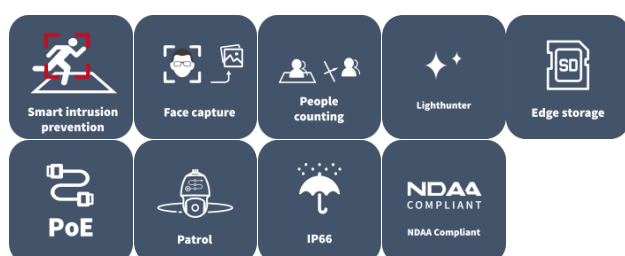 Smart intrusion
prevention
Face capture
People
counting
Lighthunter
SD
Edge storage
PoE
Patrol
IP66
NDAA
COMPLIANT
NDAA Compliant